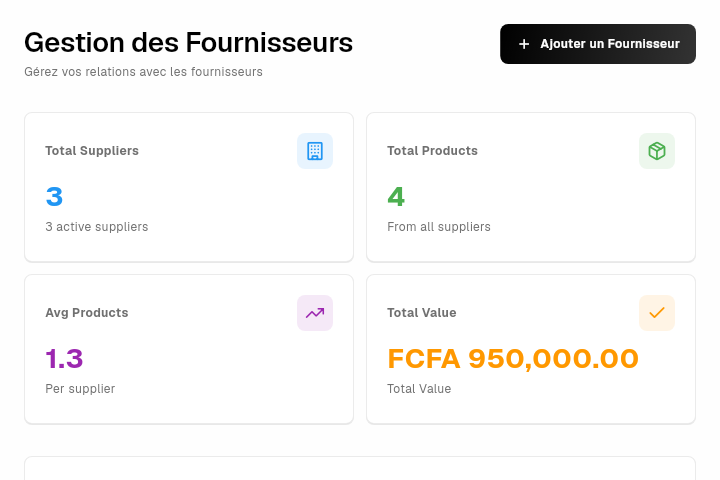 Gestion des Fournisseurs
Gérez vos relations avec les fournisseurs
Ajouter un Fournisseur
Total Suppliers
3
3 active suppliers
Total Products
4
From all suppliers
Avg Products
1.3
Per supplier
Total Value
FCFA 950,000.00
Total Value